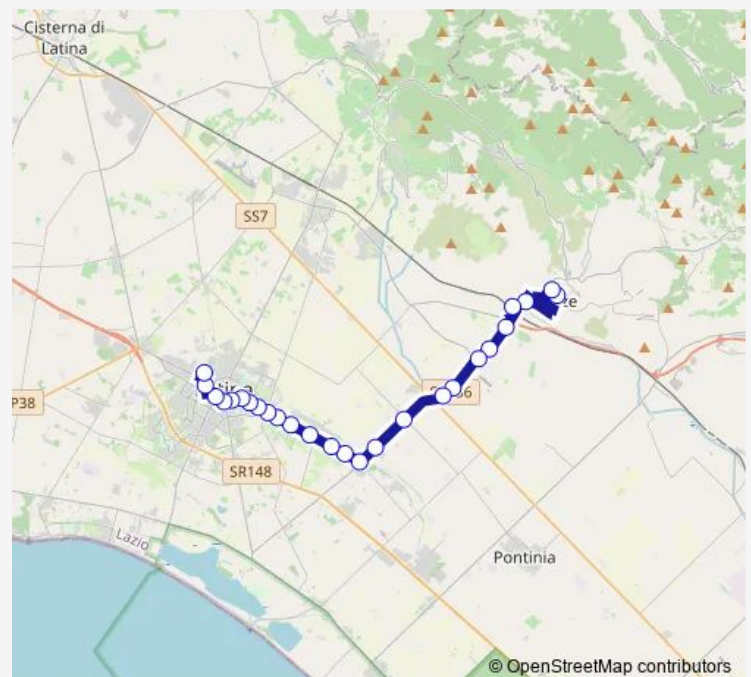 Cisterna di
Latina
SS7
P38
SR148
Lazio
Pontinia
© OpenStreetMap contributors